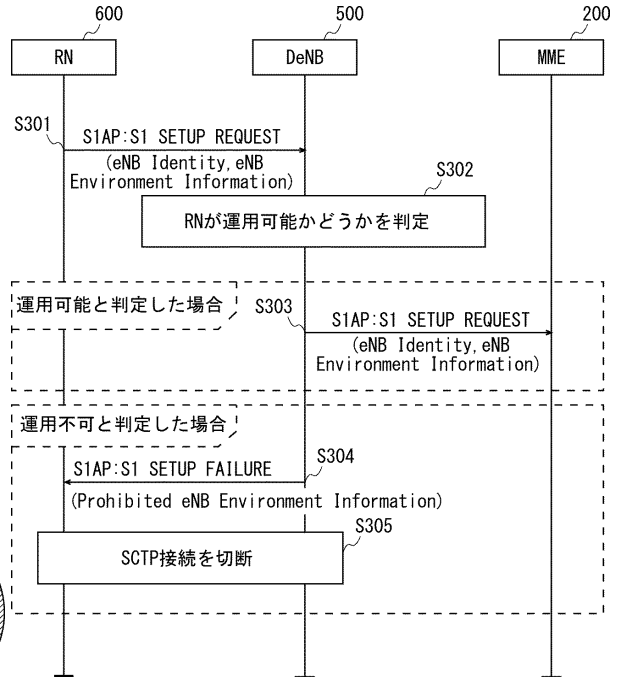 600
500
200
RN
DeNB
MME
S301
S1AP:S1 SETUP REQUEST
(eNB Identity,eNB
Environment Information)
S302
RNが運用可能かどうかを判定
運用可能と判定した場合
S303
S1AP:S1 SETUP REQUEST
(eNB Identity,eNB
Environment Information)
運用不可と判定した場合
S304
S1AP:S1 SETUP FAILURE
(Prohibited eNB Environment Information)
S305
SCTP接続を切断